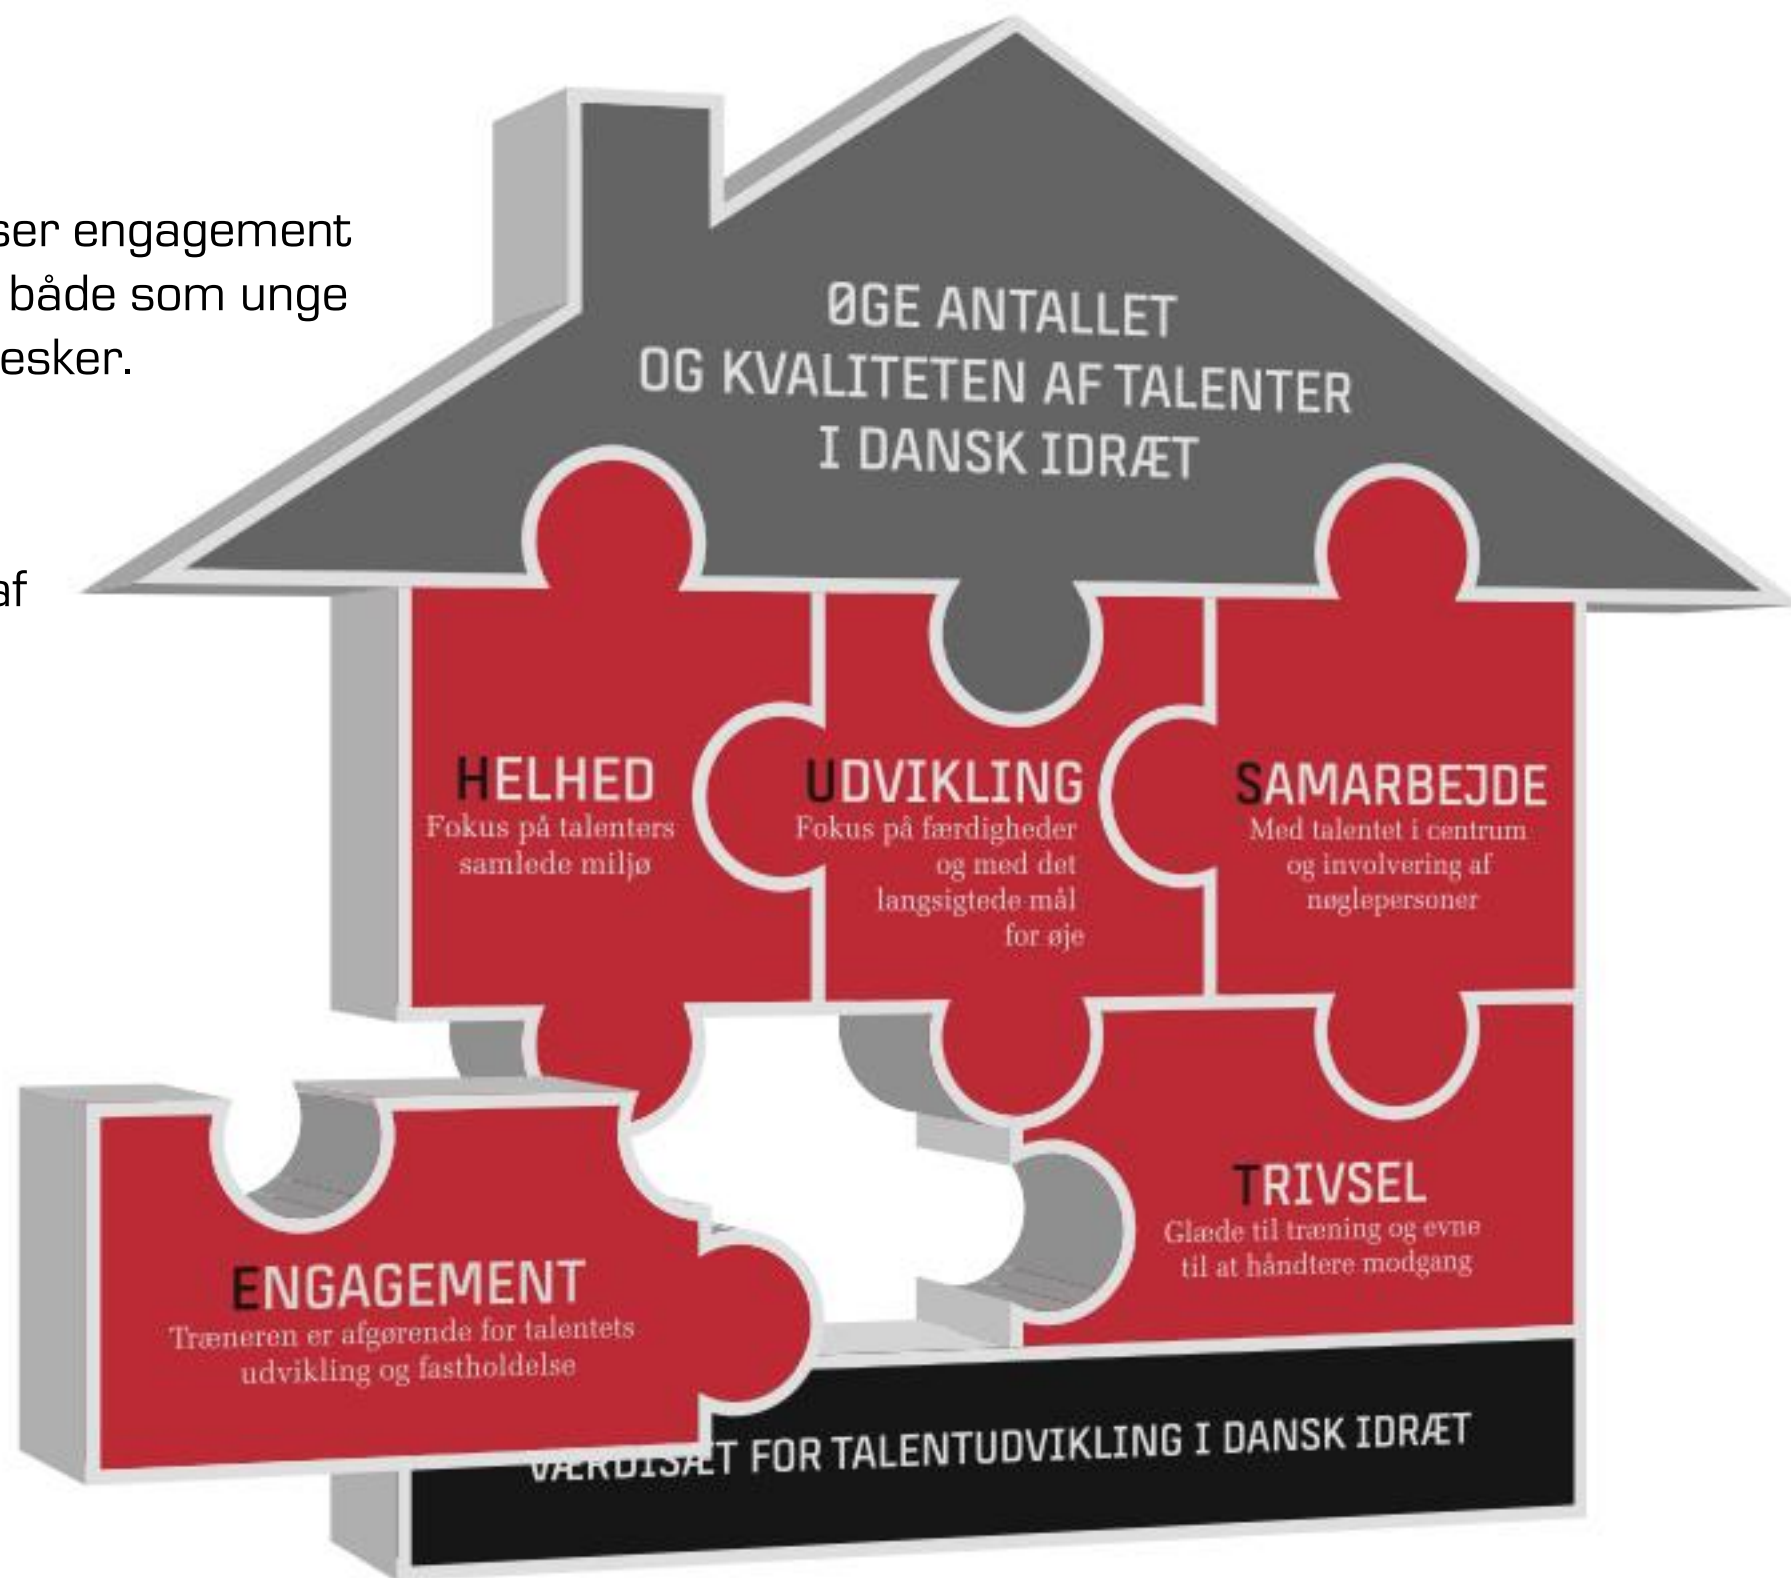 ser engagement
både som unge
esker.
af
ØGE ANTALLET
OG KVALITETEN AF TALENTER
I DANSK IDRÆT
HELHED
Fokus på talenters
samlede miljø
UDVIKLING
Fokus på færdigheder
og med det
langsigtede mål
for øje
SAMARBEJDE
Med talentet i centrum
og involvering af
nøglepersoner
ENGAGEMENT
Træneren er afgørende for talentets
udvikling og fastholdelse
TRIVSEL
Glæde til træning og evne
til at håndtere modgang
VÆRDISÆT FOR TALENTUDVIKLING I DANSK IDRÆT